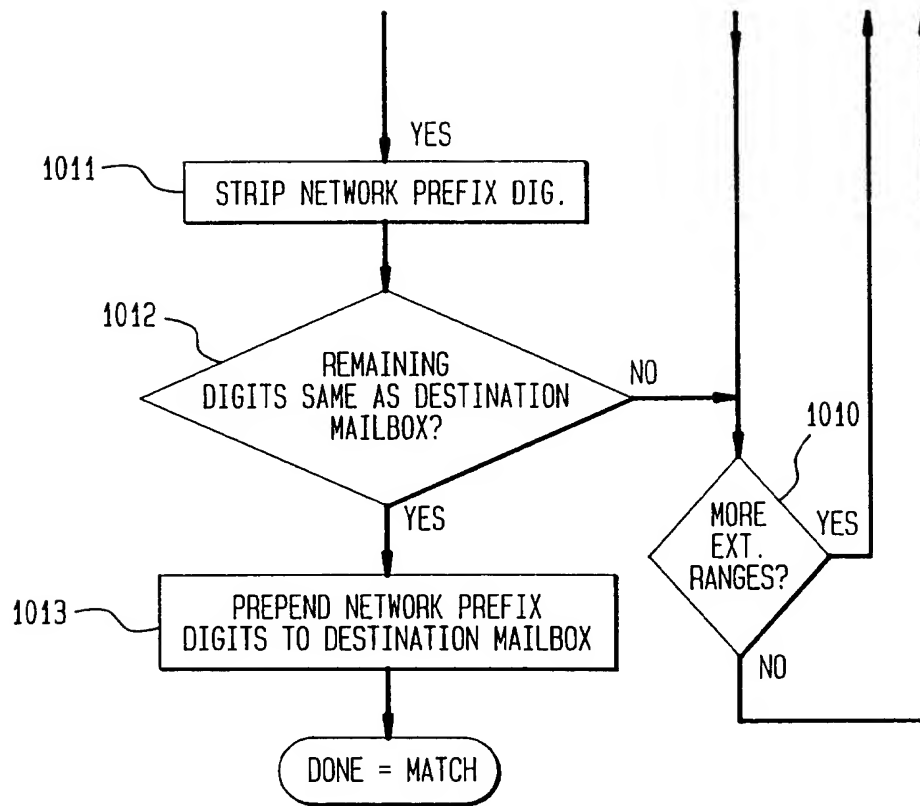 YES
1011
STRIP NETWORK PREFIX DIG.
1012
REMAINING
DIGITS SAME AS DESTINATION
MAILBOX?
NO
1010
YES
MORE
EXT.
RANGES?
YES
NO
1013
PREPEND NETWORK PREFIX
DIGITS TO DESTINATION MAILBOX
DONE = MATCH